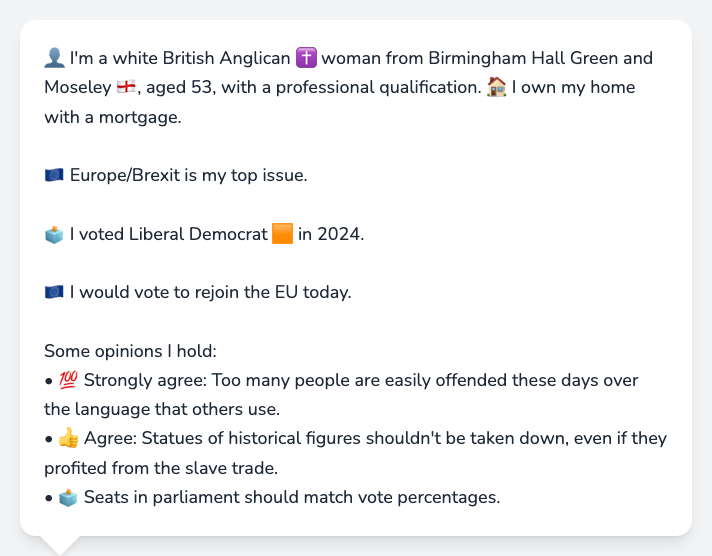 👤 I'm a white British Anglican ✝️ woman from Birmingham Hall Green and
Moseley 🏴󠁧󠁢󠁥󠁮󠁧󠁿, aged 53, with a professional qualification. 🏠 I own my home
with a mortgage.
🇪🇺 Europe/Brexit is my top issue.
🗳️ I voted Liberal Democrat 🟧 in 2024.
🇪🇺 I would vote to rejoin the EU today.
Some opinions I hold:
• 💯 Strongly agree: Too many people are easily offended these days over
the language that others use.
• 👍 Agree: Statues of historical figures shouldn't be taken down, even if they
profited from the slave trade.
• 🗳️ Seats in parliament should match vote percentages.